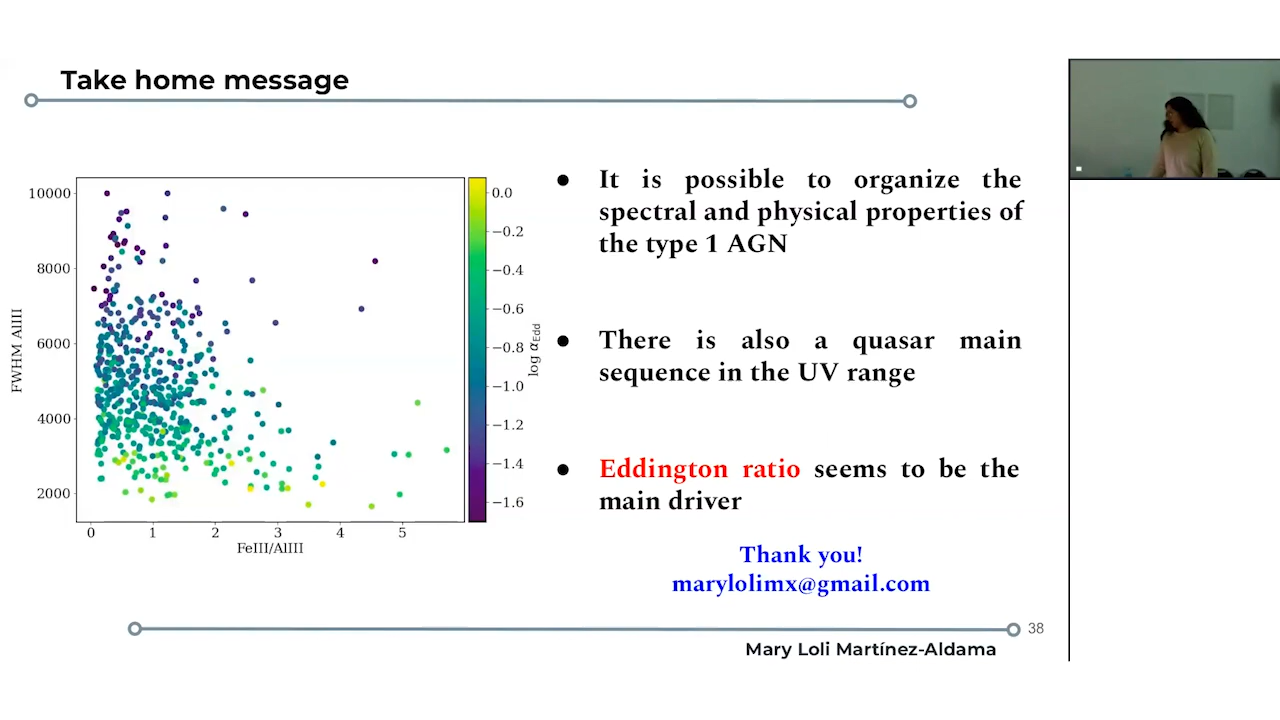 Take home message
10000
8000
6000
4000
2000
FWHM AlIII
0 1 2 3 4 5
FeIII/AlIII
0.0
−0.2
−0.4
−0.6
−0.8
−1.0
−1.2
−1.4
−1.6
log αEdd
● It is possible to organize the
spectral and physical properties of
the type 1 AGN
● There is also a quasar main
sequence in the UV range
● Eddington ratio seems to be the
main driver
Thank you!
marylolimx@gmail.com
38
Mary Loli Martínez-Aldama